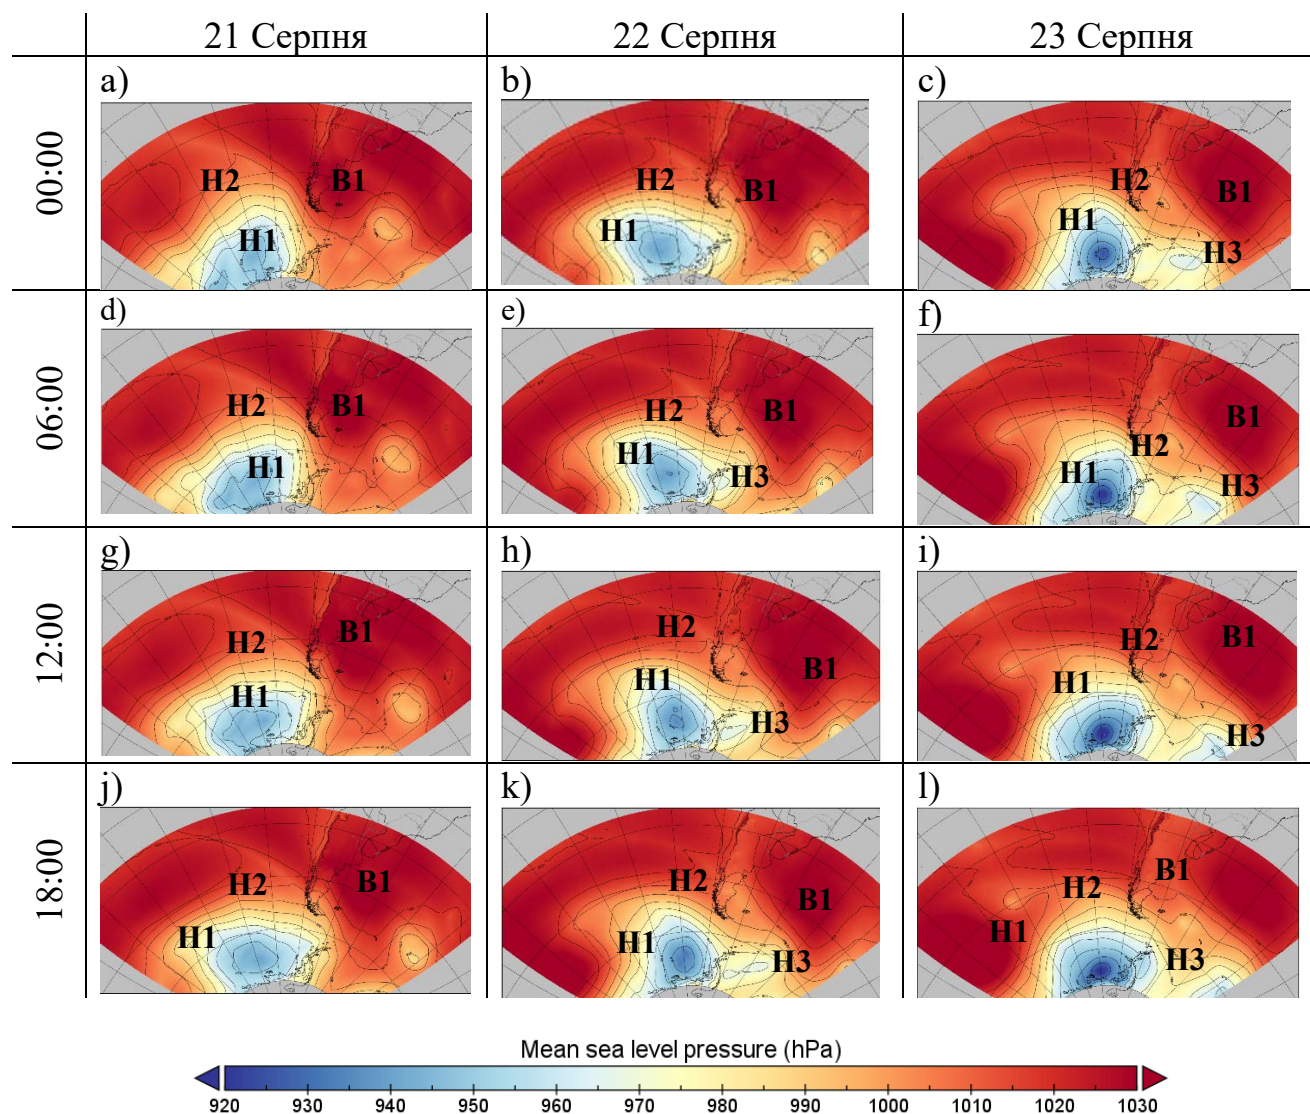 21 Серпня 22 Серпня 23 Серпня
00:00
a) b) c)
H2 B1 H1
H2 B1 H1
H2 B1 H1 H3
06:00
d) e) f)
H2 B1 H1
H2 B1 H1 H3
B1 H2 H1 H3
12:00
g) h) i)
H2 B1 H1
H2 B1 H1 H3
H2 B1 H1 H3
18:00
j) k) l)
H2 B1 H1
H2 B1 H1 H3
B1 H2 H1 H3
Mean sea level pressure (hPa)
920 930 940 950 960 970 980 990 1000 1010 1020 1030